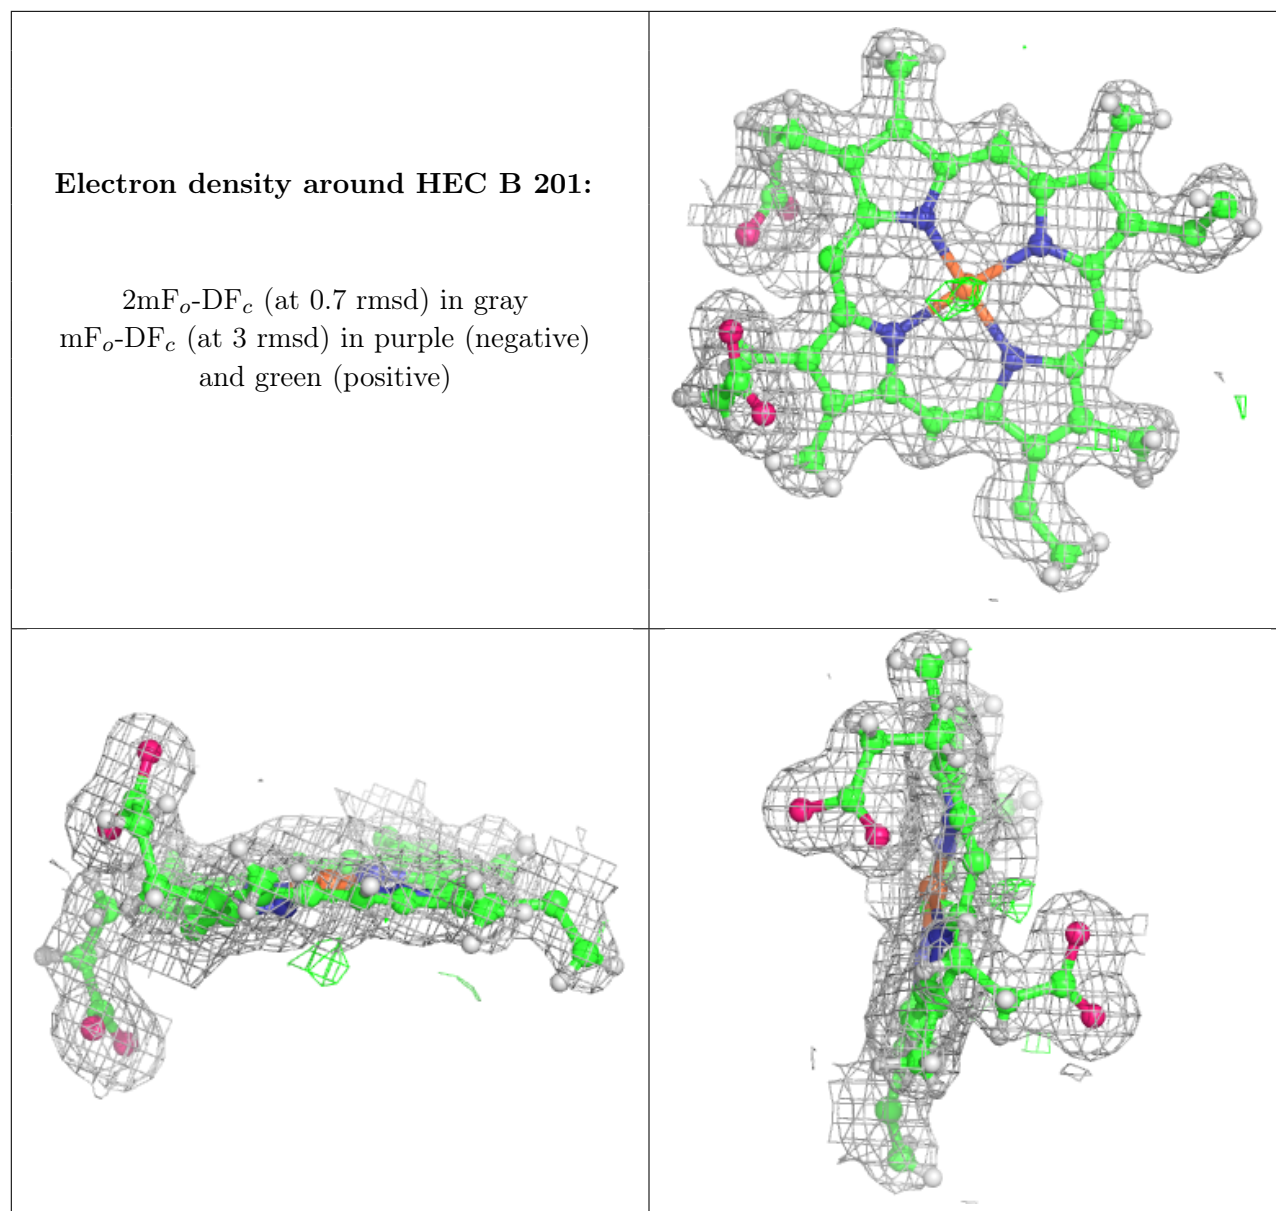 Electron density around HEC B 201:
2mFo-DFc (at 0.7 rmsd) in gray
mFo-DFc (at 3 rmsd) in purple (negative)
and green (positive)